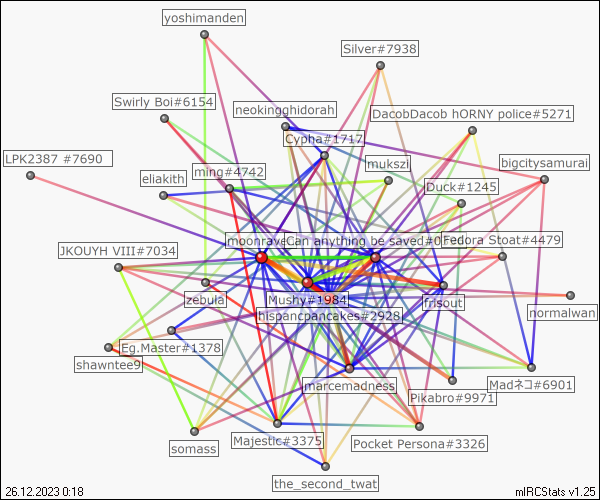 yoshimanden
Silver#7938
Swirly Boi#6154
neokingghidorah
DacobDacob hORNY police#5271
Cypha#1717
LPK2387 #7690
ming#4742
mukszi
bigcitysamurai
eliakith
Duck#1245
moonrave
Can anything be saved#0
Fedora Stoat#4479
JKOUYH VIII#7034
zebula
Mushy#1984
frisout
normalwan
hispancpancakes#2928
Eg.Master#1378
shawntee9
marcemadness
Madネコ#6901
Pikabro#9971
somass
Majestic#3375
Pocket Persona#3326
the_second_twat
26.12.2023 0:18
mIRCStats v1.25